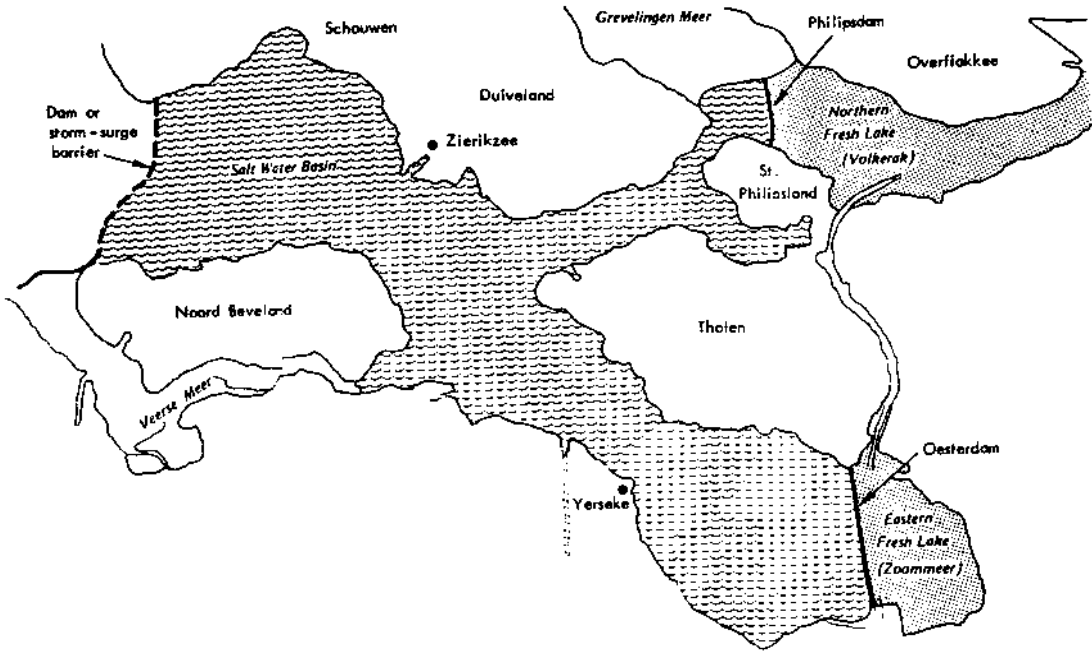 Grevelingen Meer
Philipsdam
Schouwen
Overflakkee
Duiveland
Dam or
storm-surge
barrier
Northern
Fresh Lake
(Volkerak)
Zierikzee
Salt Water Basin
St.
Philipsland
Noord Beveland
Tholen
Veerse Meer
Oesterdam
Yerseke
Eastern
Fresh Lake
(Zoommeer)